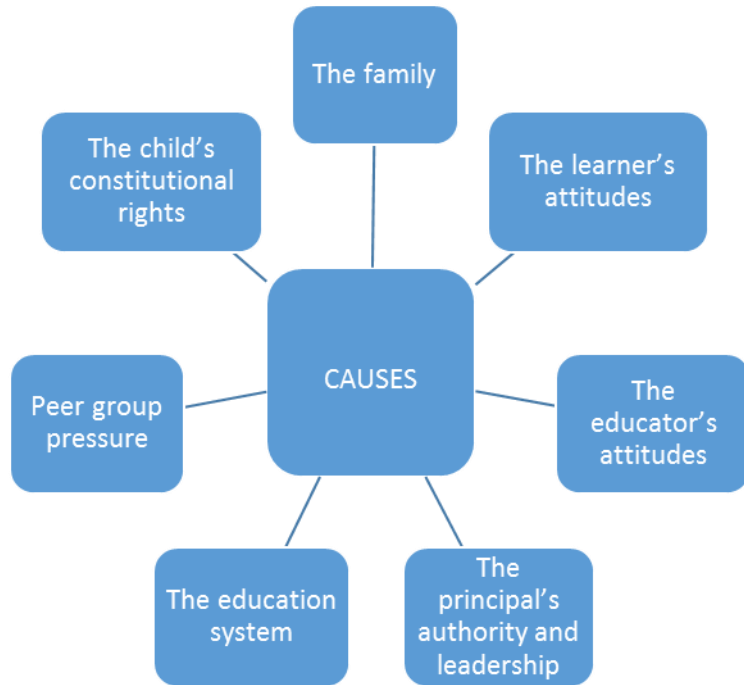 The family
The child’s
constitutional
rights
The learner’s
attitudes
CAUSES
Peer group
pressure
The
educator’s
attitudes
The education
system
The
principal’s
authority and
leadership